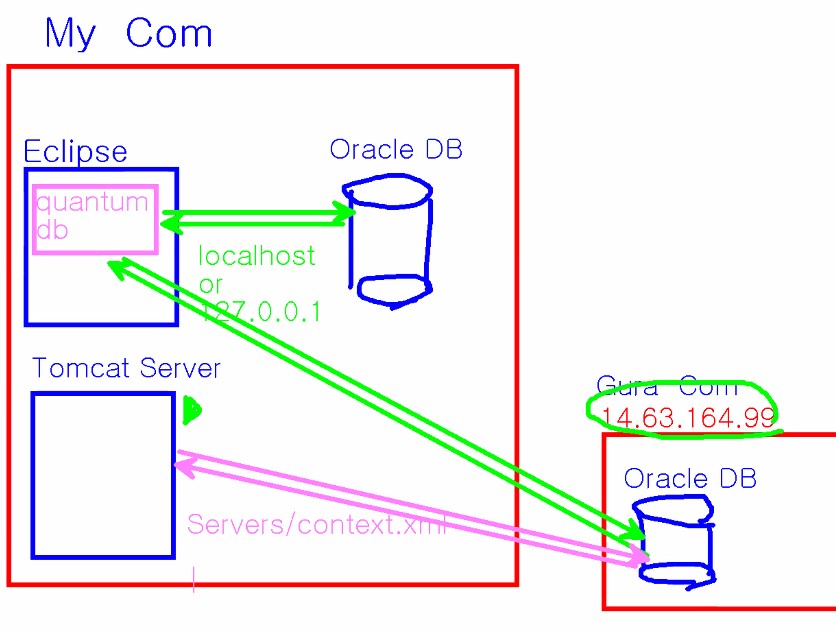 My Com
Eclipse
Oracle DB
quantum
db
localhost
or
127.0.0.1
Tomcat Server
Gura Com
14.63.164.99
Oracle DB
Servers/context.xml